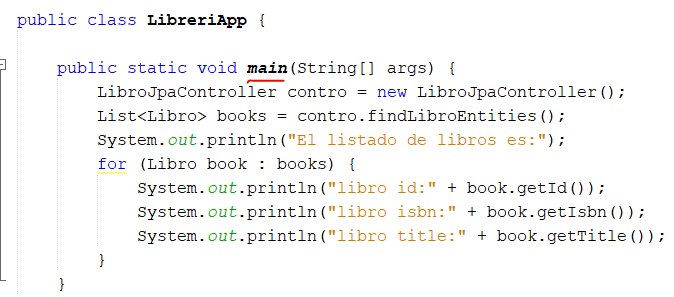 public class LibreriApp {
public static void main(String[] args) {
LibroJpaController contro = new LibroJpaController();
List<Libro> books = contro.findLibroEntities();
System.out.println("El listado de libros es:");
for (Libro book : books) {
System.out.println("libro id:" + book.getId());
System.out.println("libro isbn:" + book.getIsbn());
System.out.println("libro title:" + book.getTitle());
}
}